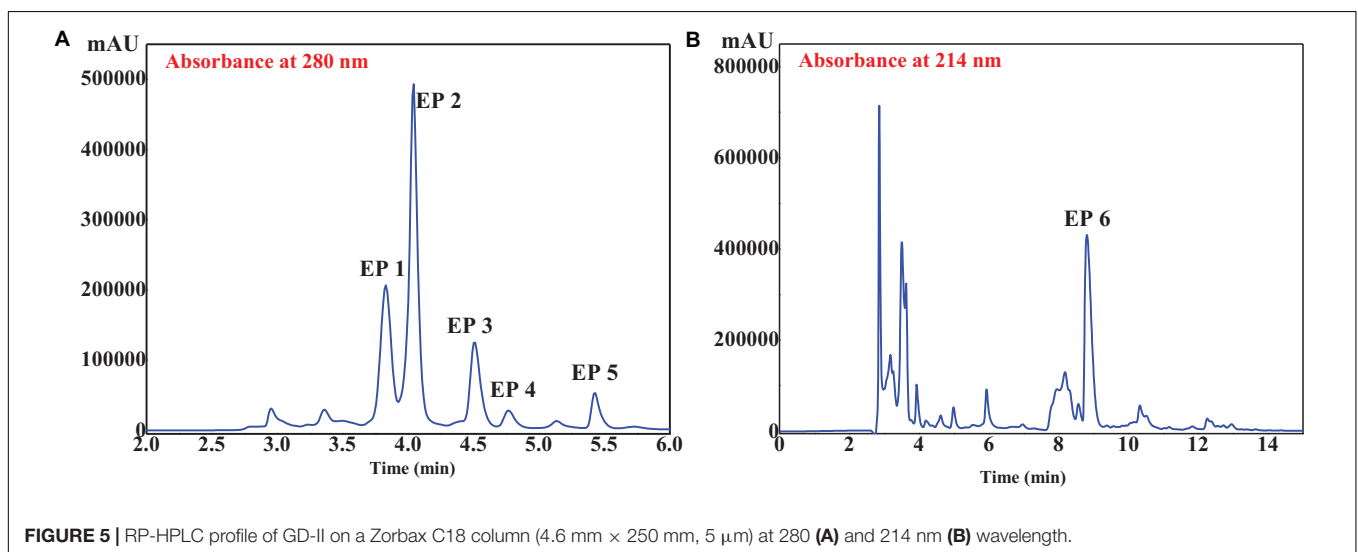 A
mAU
Absorbance at 280 nm
500000
400000
300000
200000
100000
0
EP 1
EP 2
EP 3
EP 4
EP 5
2.0 2.5 3.0 3.5 4.0 4.5 5.0 5.5 6.0
Time (min)
B
mAU
Absorbance at 214 nm
800000
600000
400000
200000
0
EP 6
0 2 4 6 8 10 12 14
Time (min)
FIGURE 5 | RP-HPLC profile of GD-II on a Zorbax C18 column (4.6 mm × 250 mm, 5 μm) at 280 (A) and 214 nm (B) wavelength.